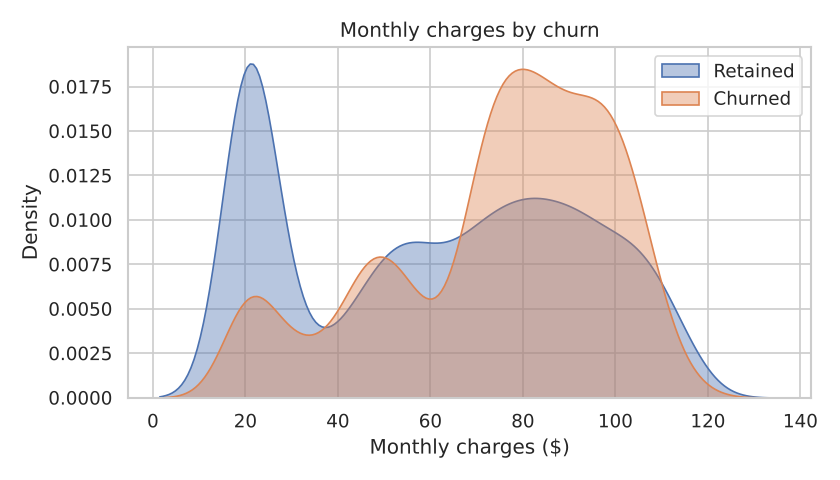 Monthly charges by churn
Retained
Churned
Density
0.0175
0.0150
0.0125
0.0100
0.0075
0.0050
0.0025
0.0000
0 20 40 60 80 100 120 140
Monthly charges ($)